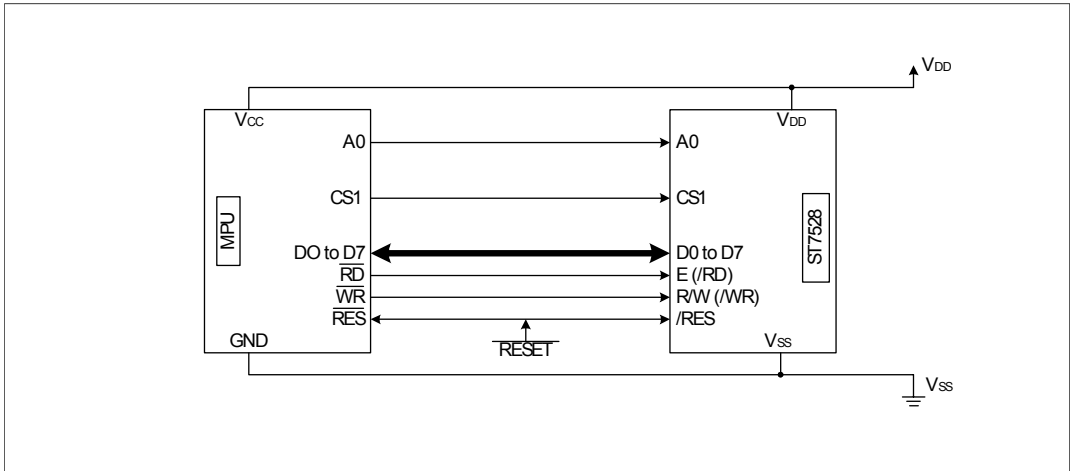 VDD
VCC
VDD
A0
A0
CS1
CS1
MPU
ST7528
DO to D7
D0 to D7
RD
E (/RD)
WR
R/W (/WR)
RES
/RES
GND
RESET
VSS
VSS